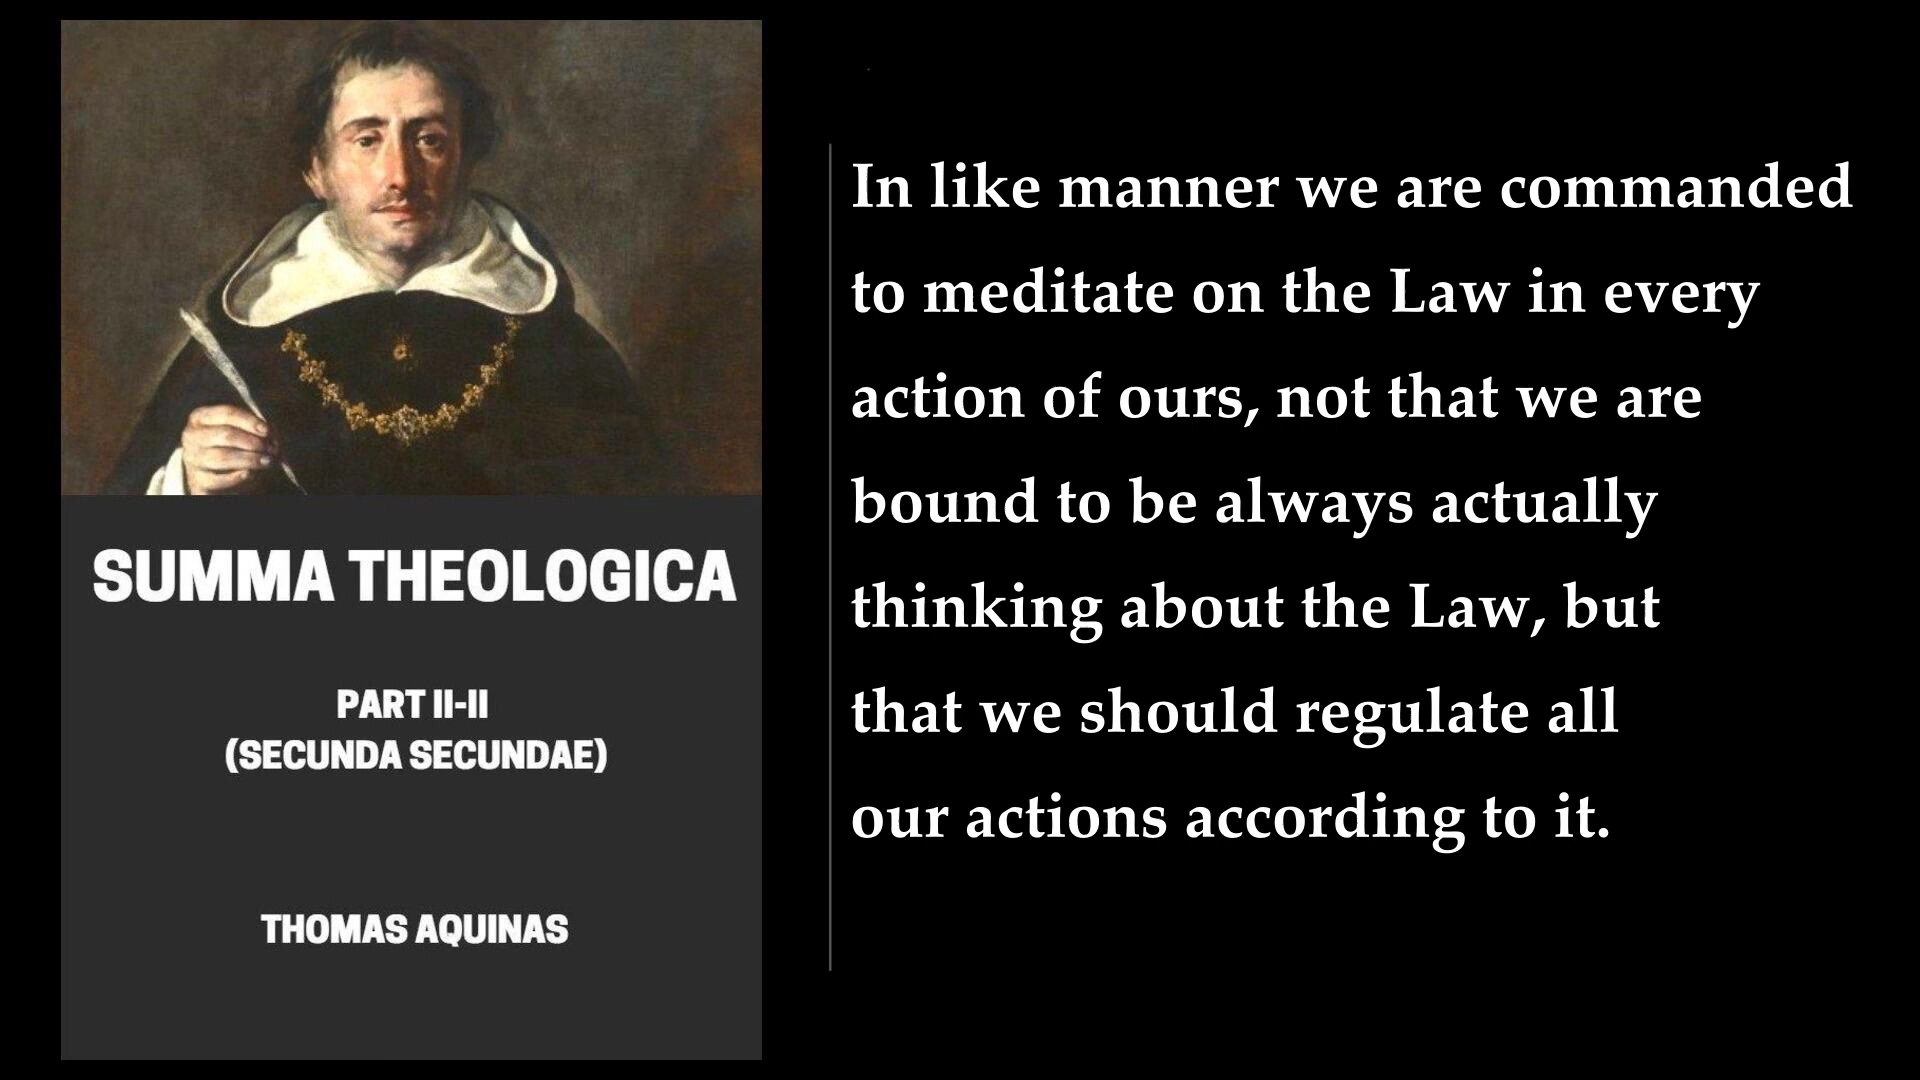 SUMMA THEOLOGICA
PART II-II
(SECUNDA SECUNDAE)
THOMAS AQUINAS
In like manner we are commanded
to meditate on the Law in every
action of ours, not that we are
bound to be always actually
thinking about the Law, but
that we should regulate all
our actions according to it.